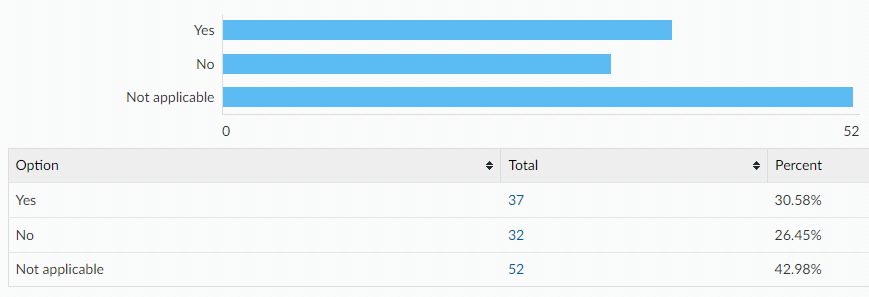 Yes
No
Not applicable
0 52
Option Total Percent
Yes 37 30.58%
No 32 26.45%
Not applicable 52 42.98%